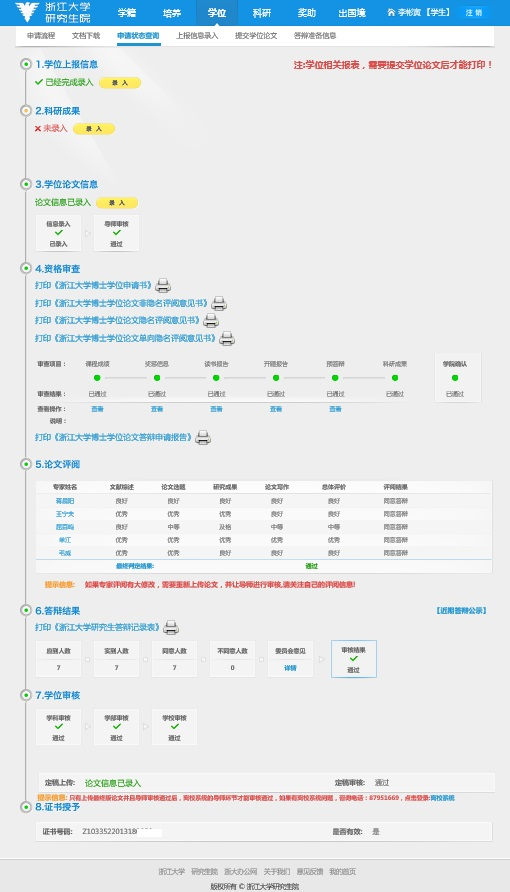 浙江大学
研究生院
学籍 培养 学位 科研 奖助 出国境 李彬寅 【学生】 注 销
申请流程 文档下载 申请状态查询 上报信息录入 提交学位论文 答辩准备信息
1.学位上报信息
注:学位相关报表，需要提交学位论文后才能打印！
已经完成录入 录 入
2.科研成果
未录入 录 入
3.学位论文信息
论文信息已录入 录 入
信息录入 导师审核
已录入 通过
4.资格审查
打印《浙江大学博士学位申请书》
打印《浙江大学博士学位论文非隐名评阅意见书》
打印《浙江大学博士学位论文隐名评阅意见书》
打印《浙江大学博士学位论文单向隐名评阅意见书》
审查项目： 课程成绩 奖惩信息 读书报告 开题报告 预答辩 科研成果 学院确认
审查结果： 已通过 已通过 已通过 已通过 已通过 已通过 已通过
查看操作： 查看 查看 查看 查看 查看
说明：
打印《浙江大学博士学位论文答辩申请报告》
5.论文评阅
专家姓名 文献综述 论文选题 研究成果 论文写作 总体评价 评阅结果
蒋昌阳 良好 良好 良好 良好 良好 同意答辩
王宁夫 优秀 优秀 优秀 优秀 优秀 同意答辩
良好 中等 及格 中等 中等 同意答辩
单江 优秀 优秀 优秀 优秀 优秀 同意答辩
毛威 优秀 优秀 良好 良好 良好 同意答辩
最终判定结果: 通过
提示信息: 如果专家评阅有大修改，需要重新上传论文，并让导师进行审核,请关注自己的评阅信息!
6.答辩结果 【近期答辩公示】
打印《浙江大学研究生答辩记录表》
应到人数 实到人数 同意人数 不同意人数 委员会意见 审核结果
7 7 7 0 详情 通过
7.学位审核
学科审核 学部审核 学校审核
通过 通过 通过
定稿上传: 论文信息已录入 定稿审核: 通过
提示信息: 只有上传最终版论文并且导师审核通过后，离校系统的导师环节才能审核通过，如果有离校系统问题，咨询电话：87951669，点击登录:离校系统
8.证书授予
证书号码: Z103352201318 是否有效: 是
浙江大学 研究生院 浙大办公网 关于我们 意见反馈 我的首页
版权所有 © 浙江大学研究生院